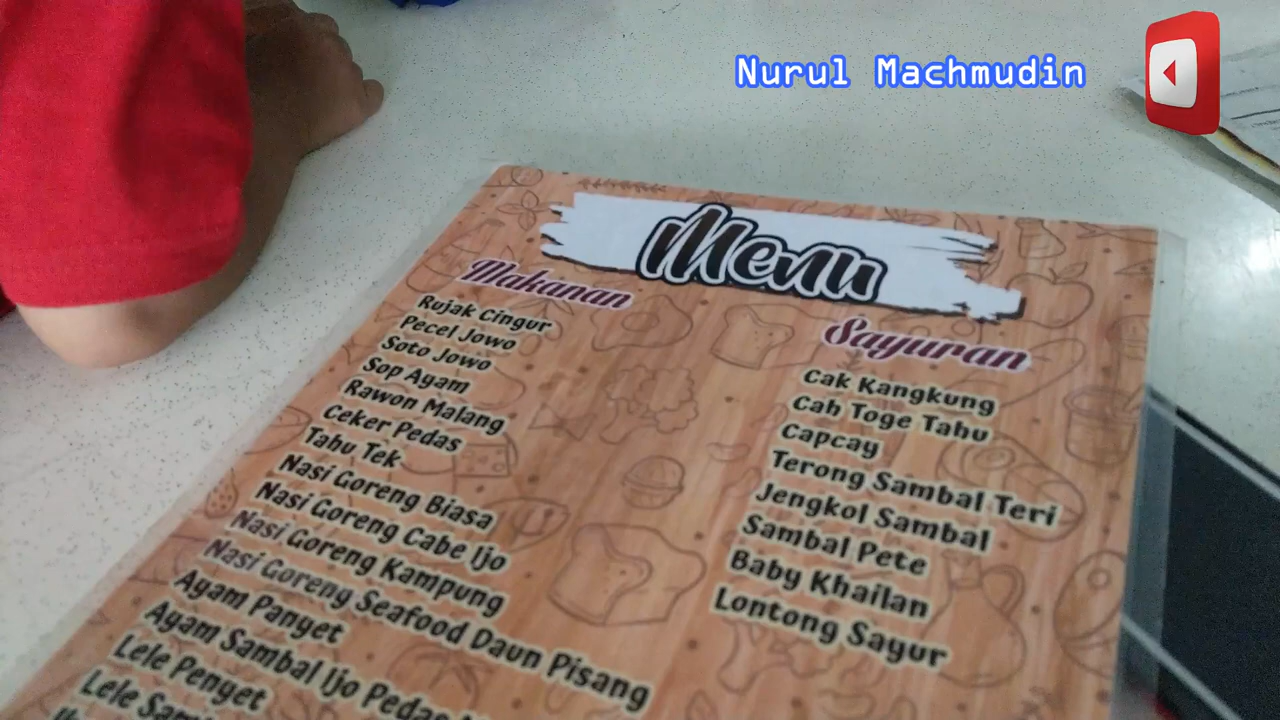 Nurul Machmudin
Menu
Makanan
Rujak Cingur
Pecel Jowo
Soto Jowo
Sop Ayam
Rawon Malang
Ceker Pedas
Tahu Tek
Nasi Goreng Biasa
Nasi Goreng Cabe Ijo
Nasi Goreng Kampung
Nasi Goreng Seafood Daun Pisang
Ayam Panyet
Ayam Sambal Ijo Pedas
Lele Penyet
Lele
Sayuran
Cak Kangkung
Cah Toge Tahu
Capcay
Terong Sambal Teri
Jengkol Sambal
Sambal Pete
Baby Khailan
Lontong Sayur